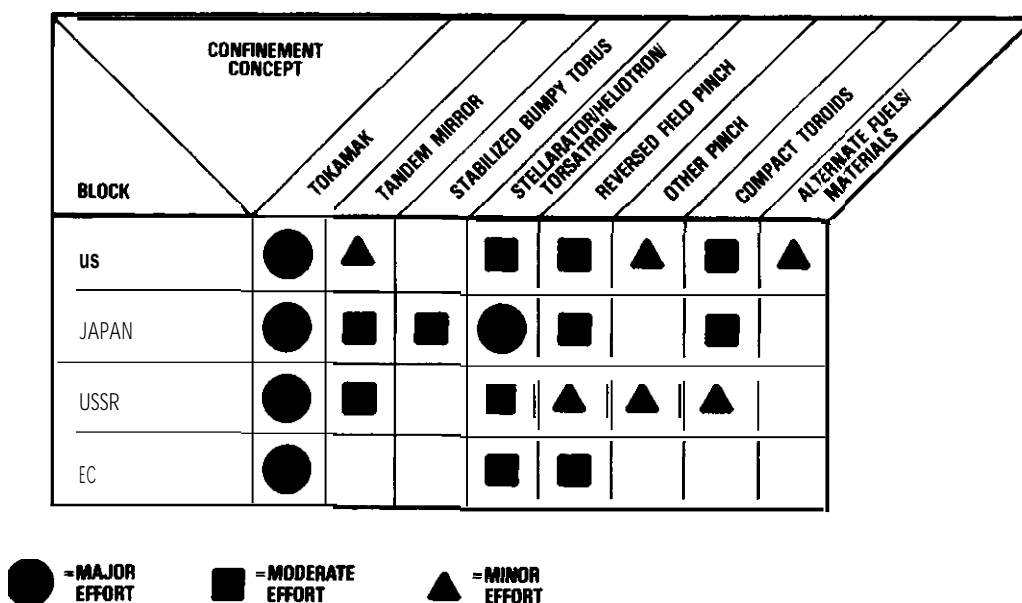 CONFINEMENT
CONCEPT
BLOCK
TOKAMAK
TANDEM MIRROR
STABILIZED BUMPY TORUS
STELLARATOR/HELIOTRON/
TORSATRON
REVERSED FIELD PINCH
OTHER PINCH
COMPACT TOROIDS
ALTERNATE FUELS/
MATERIALS
us
JAPAN
USSR
EC
=MAJOR
EFFORT
=MODERATE
EFFORT
=MINOR
EFFORT